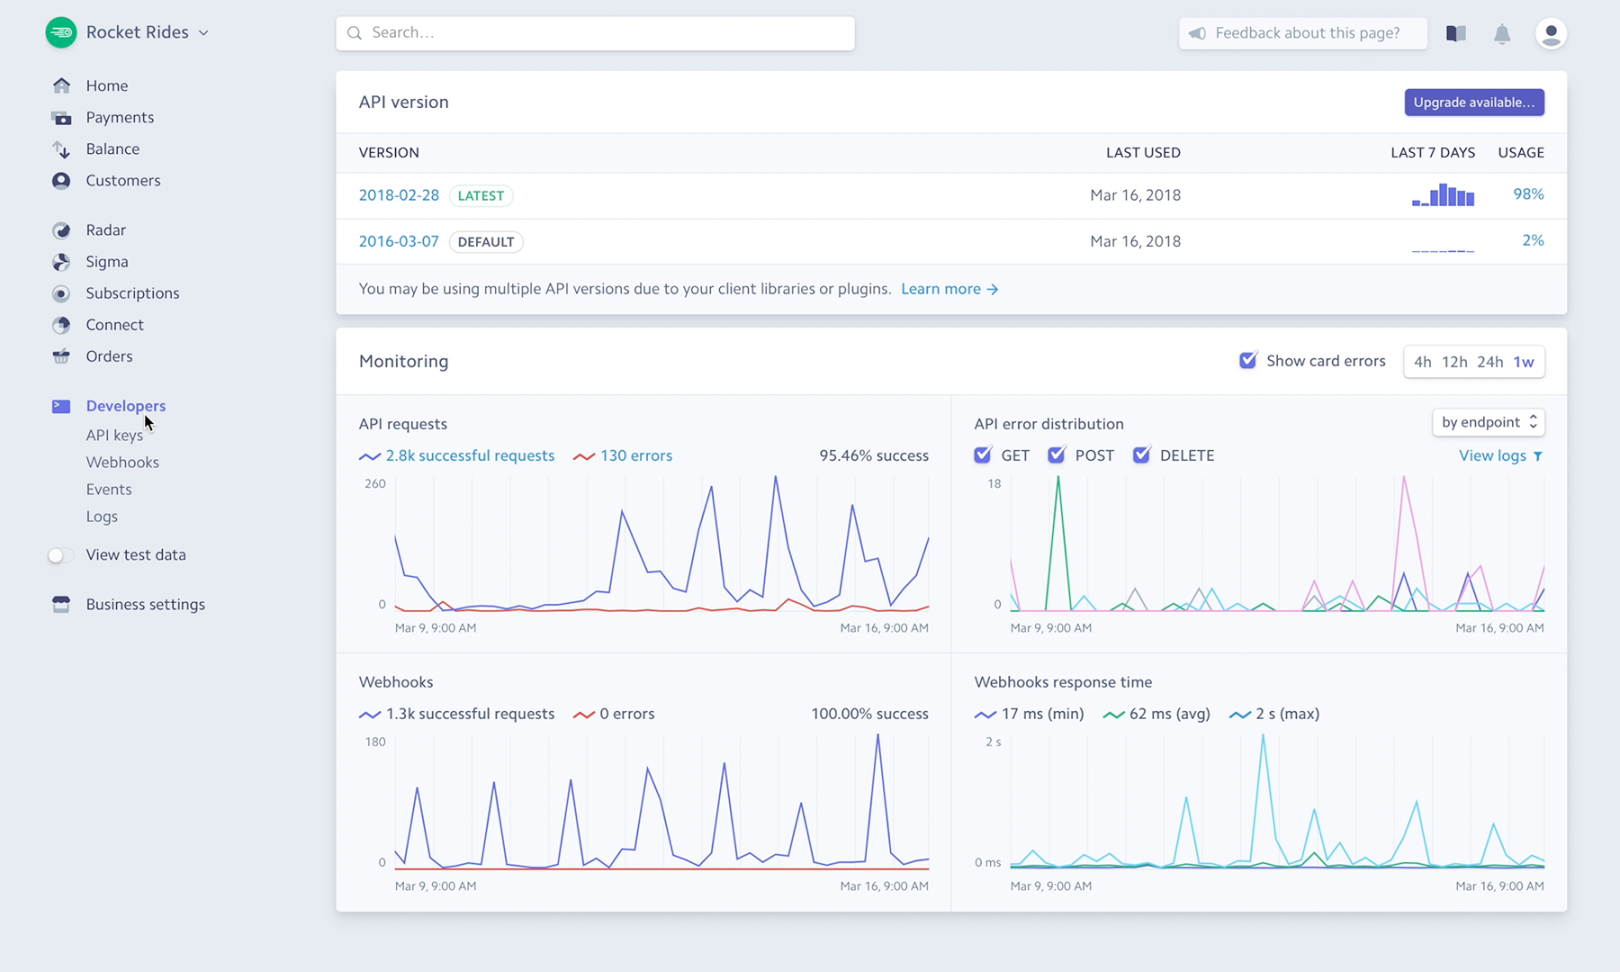 Rocket Rides
Search...
Feedback about this page?
Home
Payments
Balance
Customers
Radar
Sigma
Subscriptions
Connect
Orders
Developers
API keys
Webhooks
Events
Logs
View test data
Business settings
API version
Upgrade available...
VERSION LAST USED LAST 7 DAYS USAGE
2018-02-28 LATEST Mar 16, 2018 98%
2016-03-07 DEFAULT Mar 16, 2018 2%
You may be using multiple API versions due to your client libraries or plugins. Learn more →
Monitoring
Show card errors
4h 12h 24h 1w
API requests
2.8k successful requests 130 errors 95.46% success
260
0
Mar 9, 9:00 AM Mar 16, 9:00 AM
API error distribution
by endpoint
GET POST DELETE
View logs
18
0
Mar 9, 9:00 AM Mar 16, 9:00 AM
Webhooks
1.3k successful requests 0 errors 100.00% success
180
0
Mar 9, 9:00 AM Mar 16, 9:00 AM
Webhooks response time
17 ms (min) 62 ms (avg) 2 s (max)
2 s
0 ms
Mar 9, 9:00 AM Mar 16, 9:00 AM